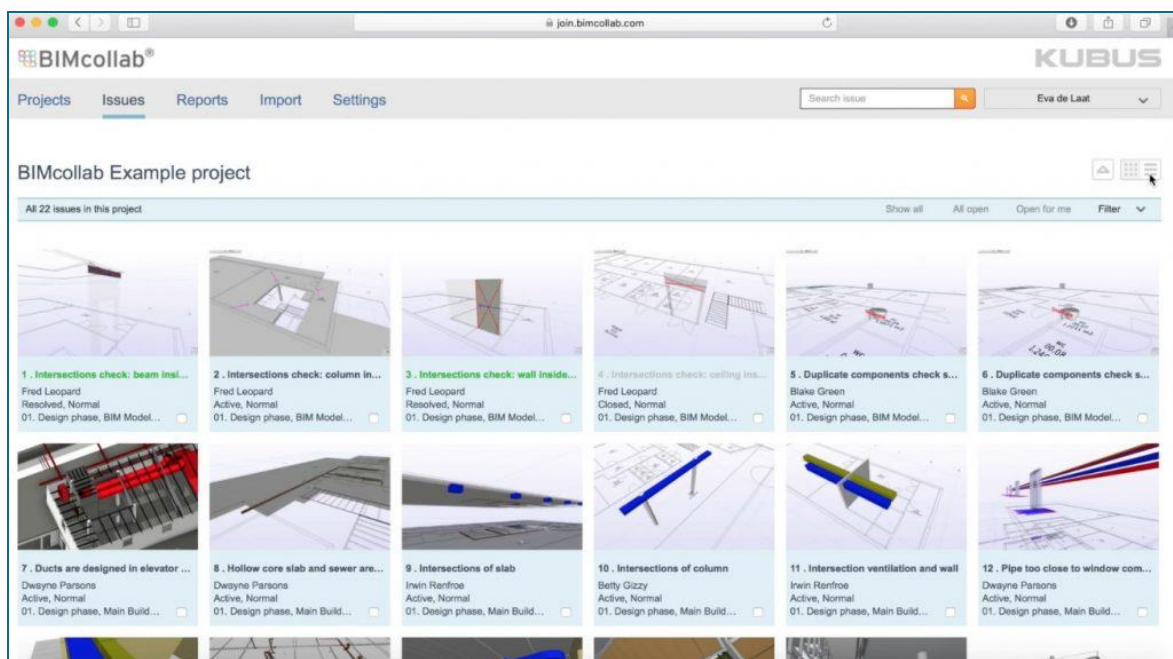 join.bimcollab.com
BIMcollab®
KUBUS
Projects Issues Reports Import Settings
Search issue
Eva de Laat
BIMcollab Example project
All 22 issues in this project
Show all All open Open for me Filter
1 . Intersections check: beam insi...
Fred Leopard
Resolved, Normal
01. Design phase, BIM Model...
2 . Intersections check: column in...
Fred Leopard
Active, Normal
01. Design phase, BIM Model...
3 . Intersections check: wall inside...
Fred Leopard
Resolved, Normal
01. Design phase, BIM Model...
4 . Intersections check: ceiling ins...
Fred Leopard
Closed, Normal
01. Design phase, BIM Model...
5 . Duplicate components check s...
Blake Green
Active, Normal
01. Design phase, BIM Model...
6 . Duplicate components check s...
Blake Green
Active, Normal
01. Design phase, BIM Model...
7 . Ducts are designed in elevator ...
Dwayne Parsons
Active, Normal
01. Design phase, Main Build...
8 . Hollow core slab and sewer are...
Dwayne Parsons
Active, Normal
01. Design phase, Main Build...
9 . Intersections of slab
Irwin Renfroe
Active, Normal
01. Design phase, Main Build...
10 . Intersections of column
Betty Gizzy
Active, Normal
01. Design phase, Main Build...
11 . Intersection ventilation and wall
Irwin Renfroe
Active, Normal
01. Design phase, Main Build...
12 . Pipe too close to window com...
Dwayne Parsons
Active, Normal
01. Design phase, Main Build...